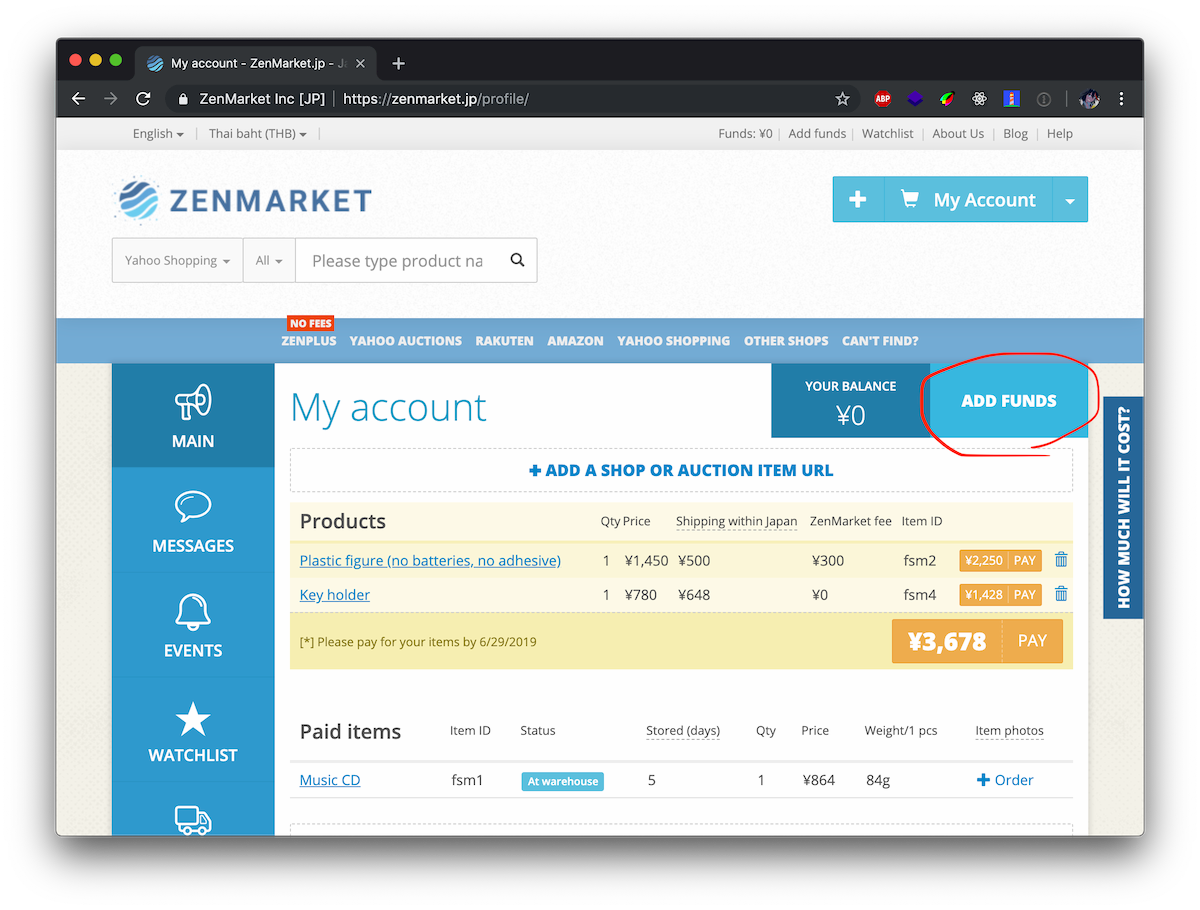 My account - ZenMarket.jp - J
ZenMarket Inc [JP] https://zenmarket.jp/profile/
ABP
English Thai baht (THB) Funds: ¥0 Add funds Watchlist About Us Blog Help
ZENMARKET
My Account
Yahoo Shopping All Please type product na
NO FEES
ZENPLUS YAHOO AUCTIONS RAKUTEN AMAZON YAHOO SHOPPING OTHER SHOPS CAN'T FIND?
MAIN
MESSAGES
EVENTS
WATCHLIST
My account
YOUR BALANCE
¥0
ADD FUNDS
HOW MUCH WILL IT COST?
+ ADD A SHOP OR AUCTION ITEM URL
Products Qty Price Shipping within Japan ZenMarket fee Item ID
Plastic figure (no batteries, no adhesive) 1 ¥1,450 ¥500 ¥300 fsm2 ¥2,250 PAY
Key holder 1 ¥780 ¥648 ¥0 fsm4 ¥1,428 PAY
[*] Please pay for your items by 6/29/2019 ¥3,678 PAY
Paid items Item ID Status Stored (days) Qty Price Weight/1 pcs Item photos
Music CD fsm1 At warehouse 5 1 ¥864 84g + Order